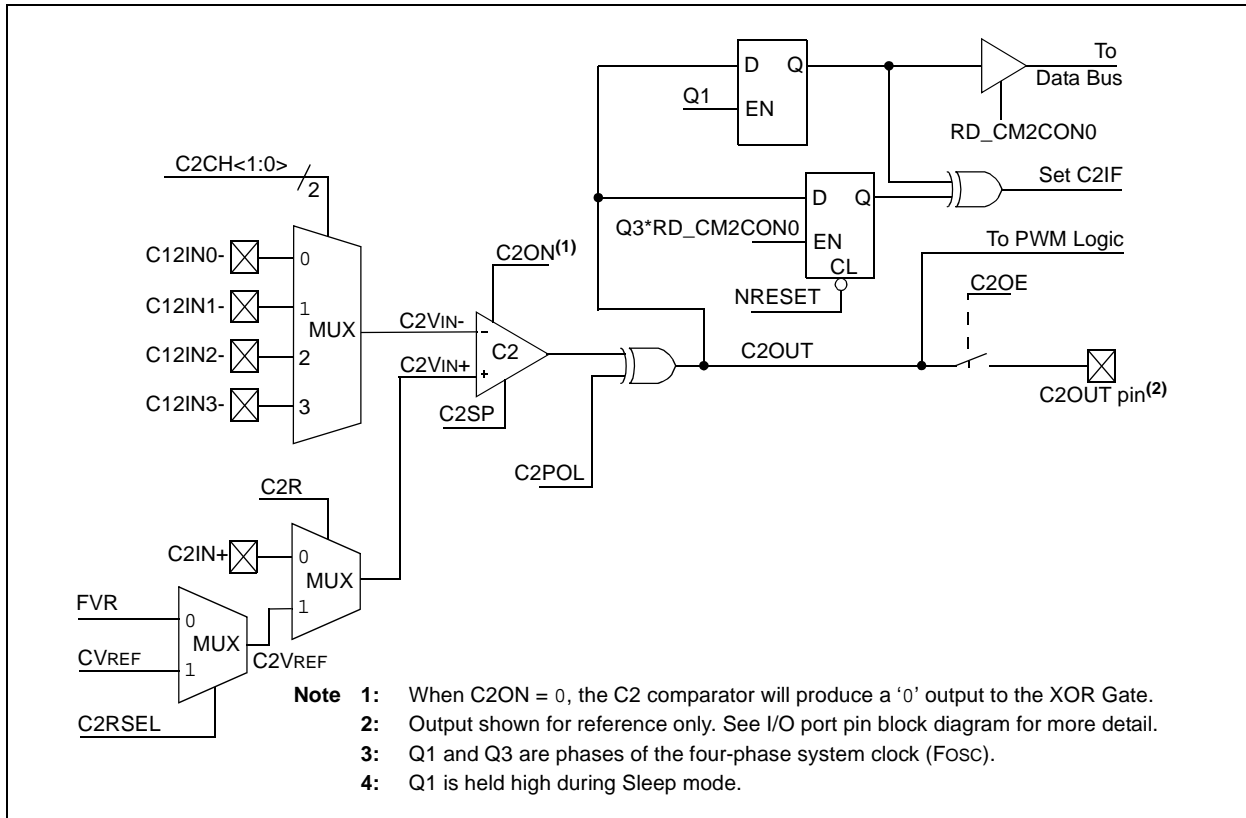 To
Data Bus
D Q
Q1
EN
RD_CM2CON0
C2CH<1:0>
2
Set C2IF
D Q
Q3*RD_CM2CON0
EN
CL
NRESET
To PWM Logic
C2OE
C12IN0-
0
C2ON(1)
C12IN1-
1
MUX
C2VIN-
-
C12IN2-
2
C2
C2OUT
C2VIN+
+
C12IN3-
3
C2OUT pin(2)
C2SP
C2POL
C2R
C2IN+
0
MUX
FVR
0
1
MUX
CVREF
1
C2VREF
C2RSEL
Note 1: When C2ON = 0, the C2 comparator will produce a ‘0’ output to the XOR Gate.
2: Output shown for reference only. See I/O port pin block diagram for more detail.
3: Q1 and Q3 are phases of the four-phase system clock (FOSC).
4: Q1 is held high during Sleep mode.